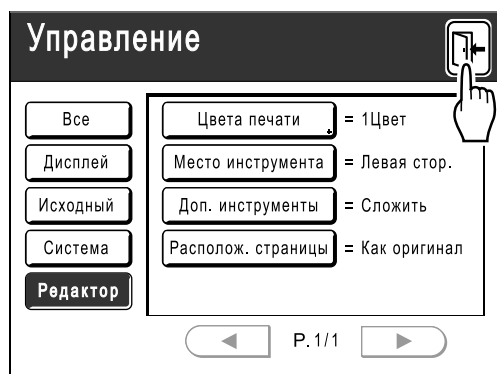 Управление
Все
Цвета печати = 1Цвет
Дисплей
Место инструмента = Левая стор.
Исходный
Доп. инструменты = Сложить
Система
Располож. страницы = Как оригинал
Редактор
P. 1/1